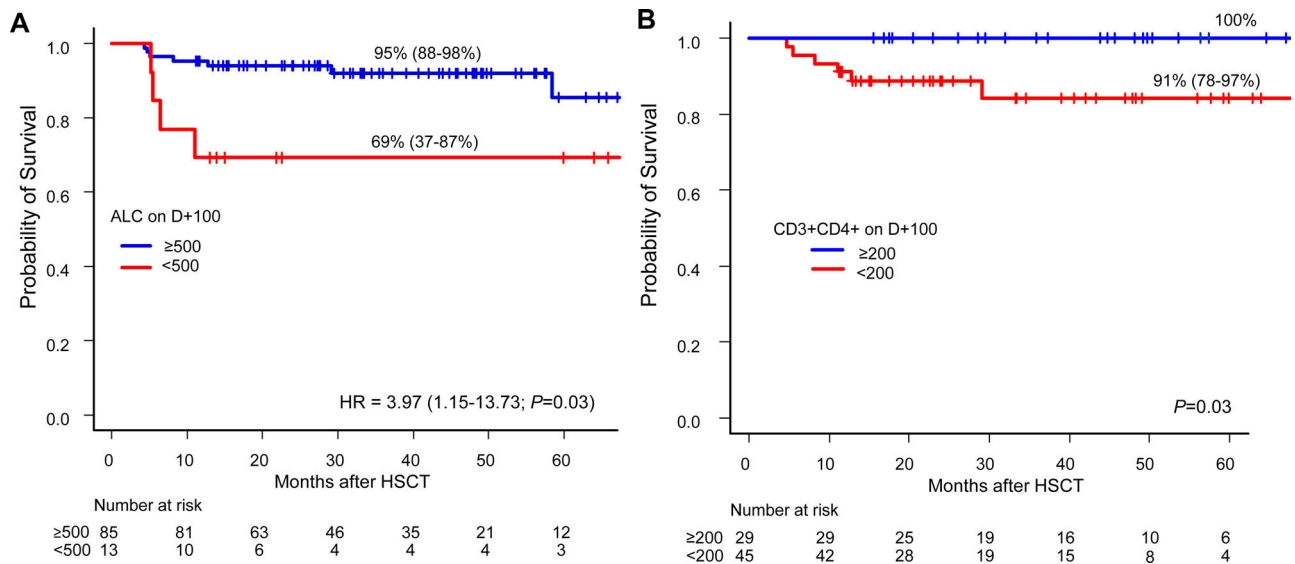 A
1.0
0.8
0.6
0.4
0.2
0.0
Probability of Survival
95% (88-98%)
69% (37-87%)
ALC on D+100
≥500
<500
HR = 3.97 (1.15-13.73; P=0.03)
0 10 20 30 40 50 60
Months after HSCT
Number at risk
≥500 85 81 63 46 35 21 12
<500 13 10 6 4 4 4 3
B
1.0
0.8
0.6
0.4
0.2
0.0
Probability of Survival
100%
91% (78-97%)
CD3+CD4+ on D+100
≥200
<200
P=0.03
0 10 20 30 40 50 60
Months after HSCT
Number at risk
≥200 29 29 25 19 16 10 6
<200 45 42 28 19 15 8 4